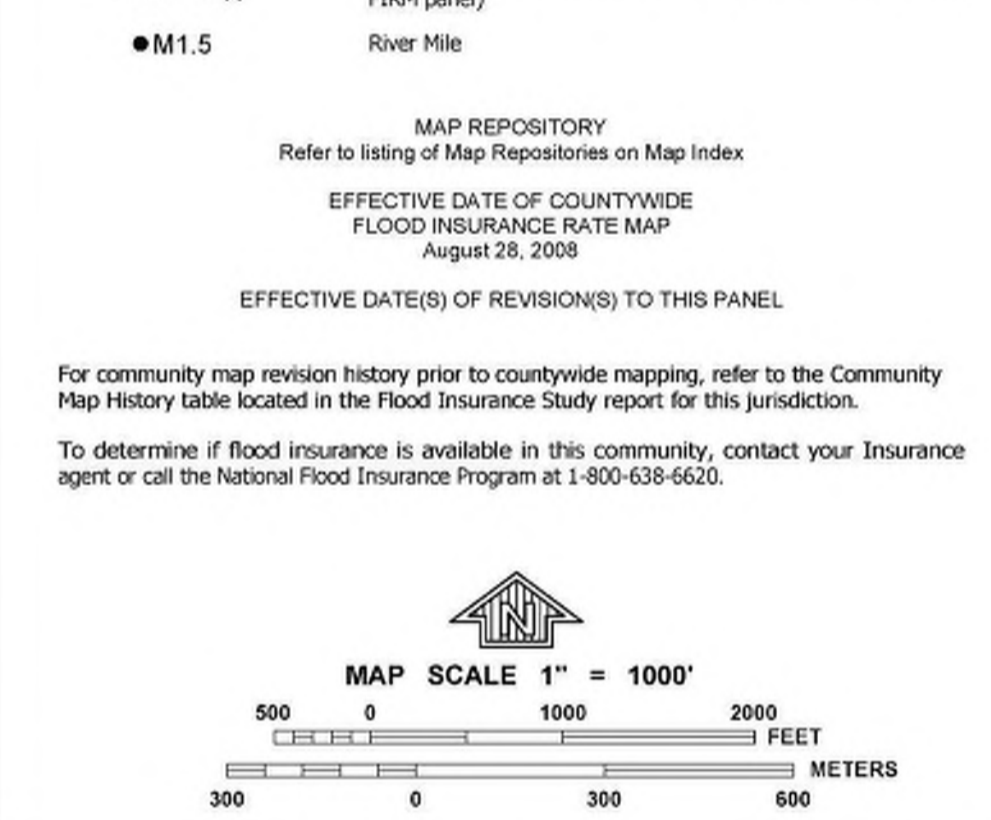 FIRM panel)
●M1.5 River Mile
MAP REPOSITORY
Refer to listing of Map Repositories on Map Index
EFFECTIVE DATE OF COUNTYWIDE
FLOOD INSURANCE RATE MAP
August 28, 2008
EFFECTIVE DATE(S) OF REVISION(S) TO THIS PANEL
For community map revision history prior to countywide mapping, refer to the Community
Map History table located in the Flood Insurance Study report for this jurisdiction.
To determine if flood insurance is available in this community, contact your Insurance
agent or call the National Flood Insurance Program at 1-800-638-6620.
N
MAP SCALE 1" = 1000'
500 0 1000 2000
FEET
METERS
300 0 300 600